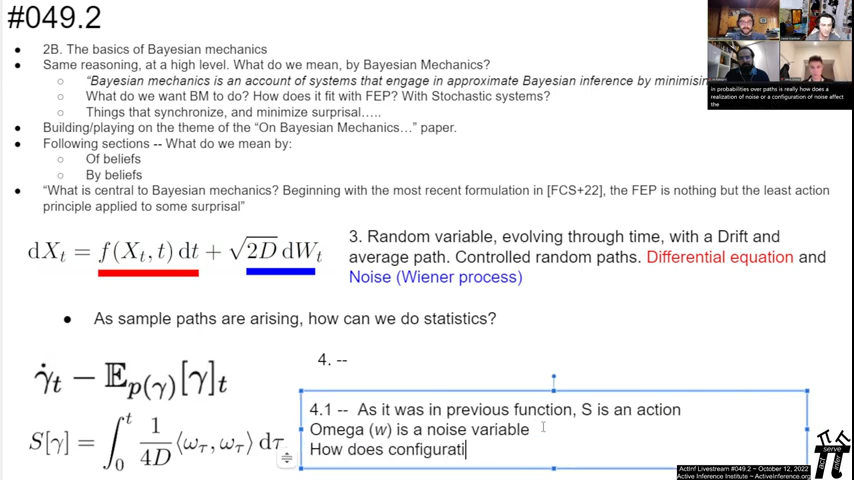 #049.2
in probabilities over paths is really how does a
realization of noise or a configuration of noise affect
the
● 2B. The basics of Bayesian mechanics
● Same reasoning, at a high level. What do we mean, by Bayesian Mechanics?
○ “Bayesian mechanics is an account of systems that engage in approximate Bayesian inference by minimisin
○ What do we want BM to do? How does it fit with FEP? With Stochastic systems?
○ Things that synchronize, and minimize surprisal…..
● Building/playing on the theme of the “On Bayesian Mechanics…” paper.
● Following sections -- What do we mean by:
○ Of beliefs
○ By beliefs
● “What is central to Bayesian mechanics? Beginning with the most recent formulation in [FCS+22], the FEP is nothing but the least action
principle applied to some surprisal”
dXₜ = f(Xₜ, t) dt + √2D dWₜ
3. Random variable, evolving through time, with a Drift and
average path. Controlled random paths. Differential equation and
Noise (Wiener process)
● As sample paths are arising, how can we do statistics?
γ̇ₜ − 𝔼ₚ₍ᵧ₎[γ]ₜ
4. --
S[γ] = ∫₀ᵗ 1/4D ⟨ω_τ, ω_τ⟩ dτ
4.1 -- As it was in previous function, S is an action
Omega (w) is a noise variable
How does configurati
act
serve
infer
ActInf Livestream #049.2 ~ October 12, 2022
Active Inference Institute ~ ActiveInference.org